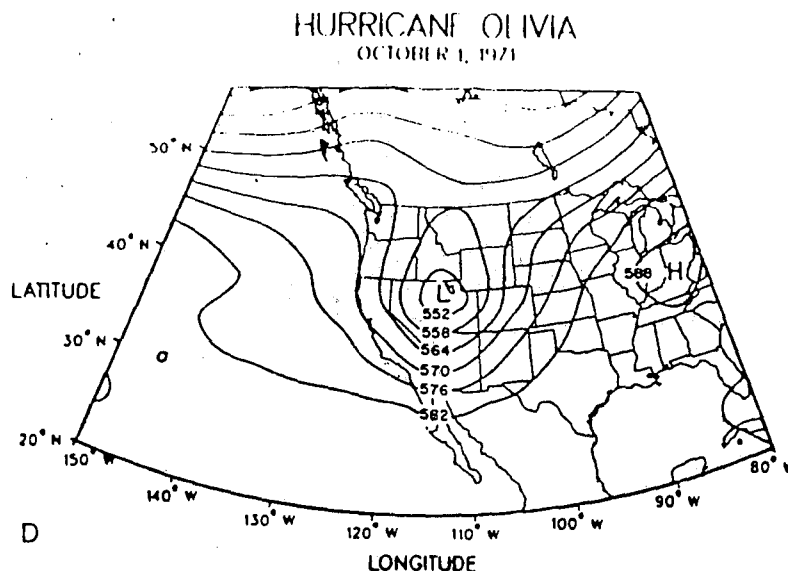 HURRICANE OLIVIA
OCTOBER 1, 1971
50° N
40° N
LATITUDE
30° N
20° N
150° W
140° W
130° W
120° W
110° W
100° W
90° W
80° W
L
552
558
564
570
576
582
588 H
D
LONGITUDE